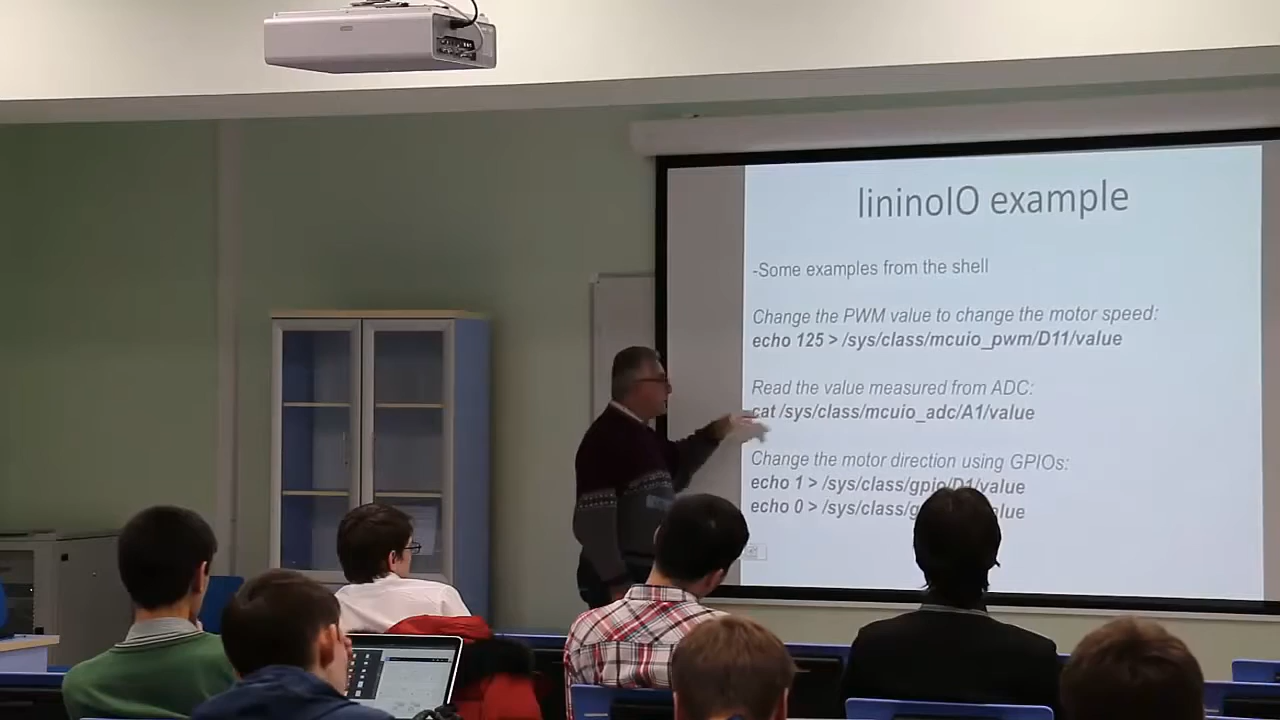 lininoIO example
-Some examples from the shell
Change the PWM value to change the motor speed:
echo 125 > /sys/class/mcuio_pwm/D11/value
Read the value measured from ADC:
cat /sys/class/mcuio_adc/A1/value
Change the motor direction using GPIOs:
echo 1 > /sys/class/gpio/D1/value
echo 0 > /sys/class/